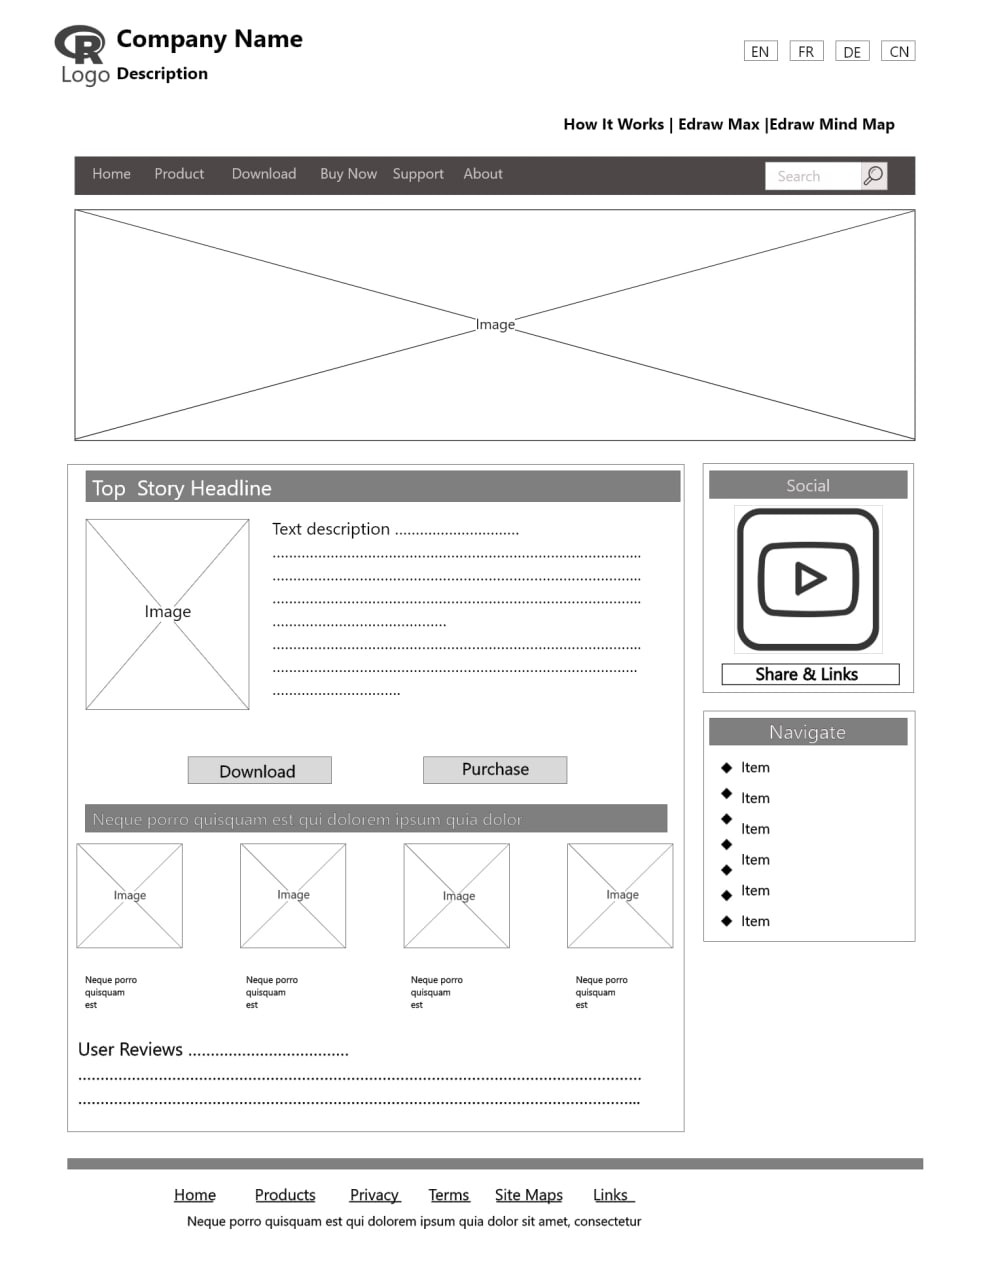 Company Name
Logo
Description
EN FR DE CN
How It Works | Edraw Max |Edraw Mind Map
Home Product Download Buy Now Support About Search
Image
Top Story Headline
Image
Text description ..............................
.........................................................................................
.........................................................................................
.........................................................................................
..........................................
.........................................................................................
........................................................................................
...............................
Download Purchase
Neque porro quisquam est qui dolorem ipsum quia dolor
Image Image Image Image
Neque porro
quisquam
est
Neque porro
quisquam
est
Neque porro
quisquam
est
Neque porro
quisquam
est
User Reviews ....................................
..............................................................................................................................
..............................................................................................................................
Social
Share & Links
Navigate
Item
Item
Item
Item
Item
Item
Home Products Privacy Terms Site Maps Links
Neque porro quisquam est qui dolorem ipsum quia dolor sit amet, consectetur